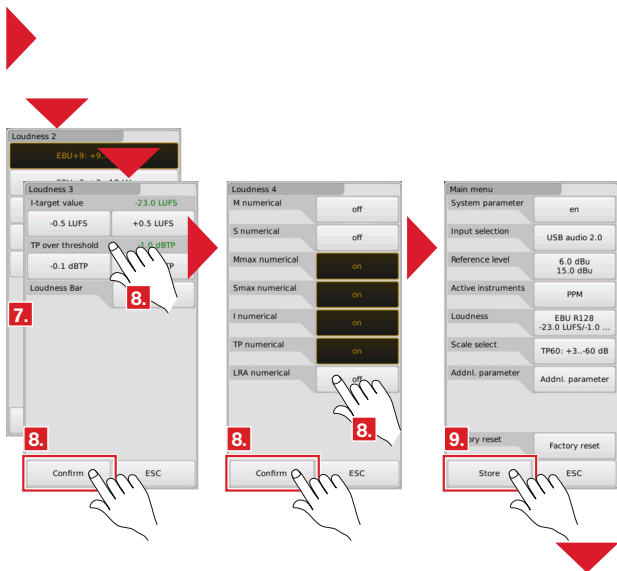 Loudness 2
EBU+9: +9..
Loudness 3
I-target value
-23.0 LUFS
-0.5 LUFS
+0.5 LUFS
TP over threshold
-1.0 dBTP
-0.1 dBTP
Loudness Bar
7.
8.
8.
Confirm
ESC
Loudness 4
M numerical
off
S numerical
off
Mmax numerical
on
Smax numerical
on
I numerical
on
TP numerical
on
LRA numerical
off
8.
8.
Confirm
ESC
Main menu
System parameter
en
Input selection
USB audio 2.0
Reference level
6.0 dBu
15.0 dBu
Active instruments
PPM
Loudness
EBU R128
-23.0 LUFS/-1.0 ...
Scale select
TP60: +3..-60 dB
Addnl. parameter
Addnl. parameter
9.
ory reset
Factory reset
Store
ESC